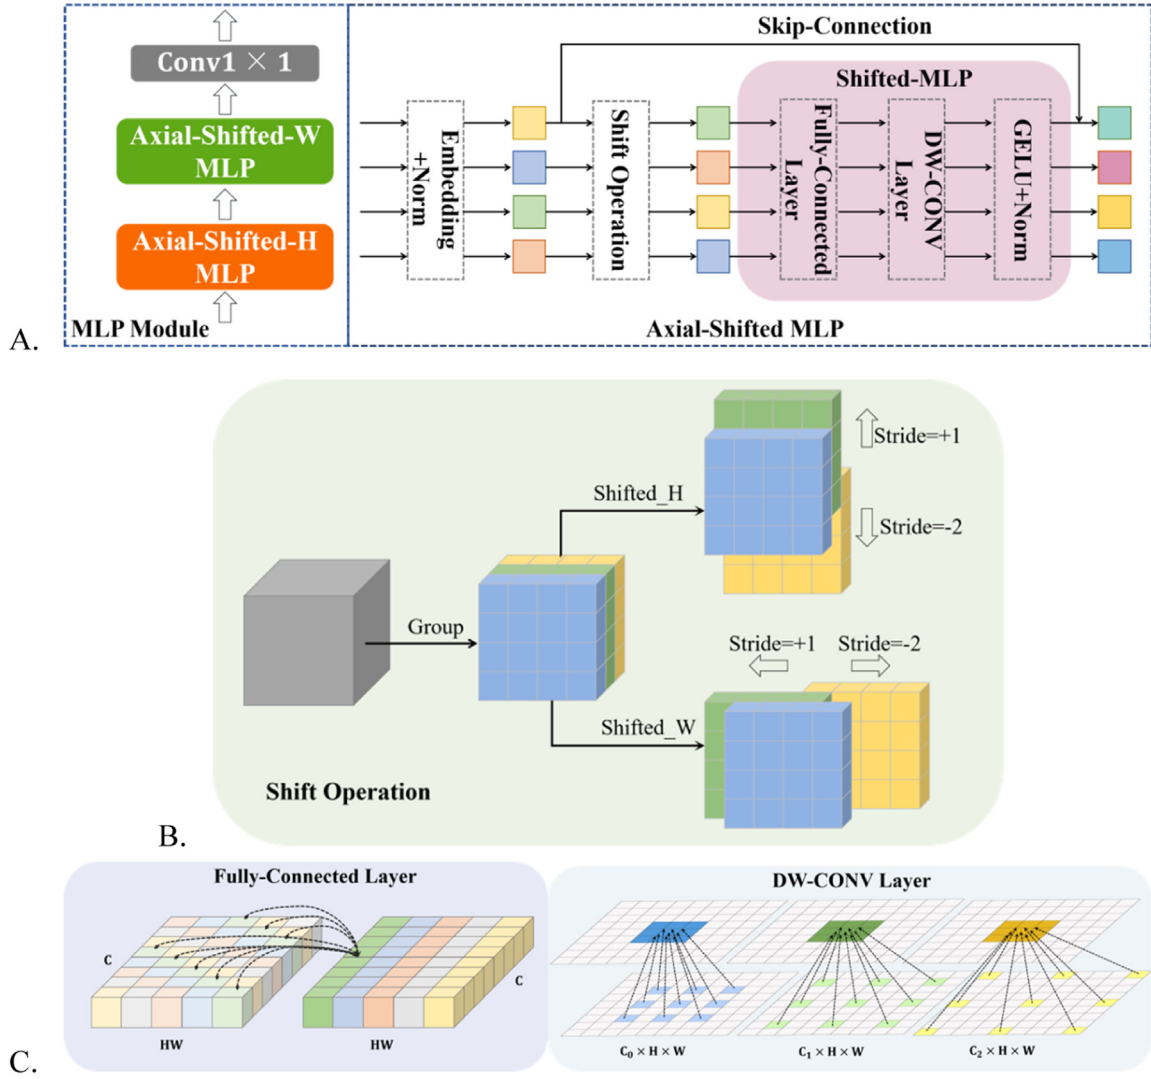 Conv1 × 1
Axial-Shifted-W
MLP
Axial-Shifted-H
MLP
MLP Module
A.
Skip-Connection
Shifted-MLP
Embedding
+Norm
Shift Operation
Fully-Connected
Layer
DW-CONV
Layer
GELU+Norm
Axial-Shifted MLP
Stride=+1
Shifted_H
Stride=-2
Group
Stride=+1
Stride=-2
Shifted_W
Shift Operation
B.
Fully-Connected Layer
C
HW
HW
C
DW-CONV Layer
C₀ × H × W
C₁ × H × W
C₂ × H × W
C.